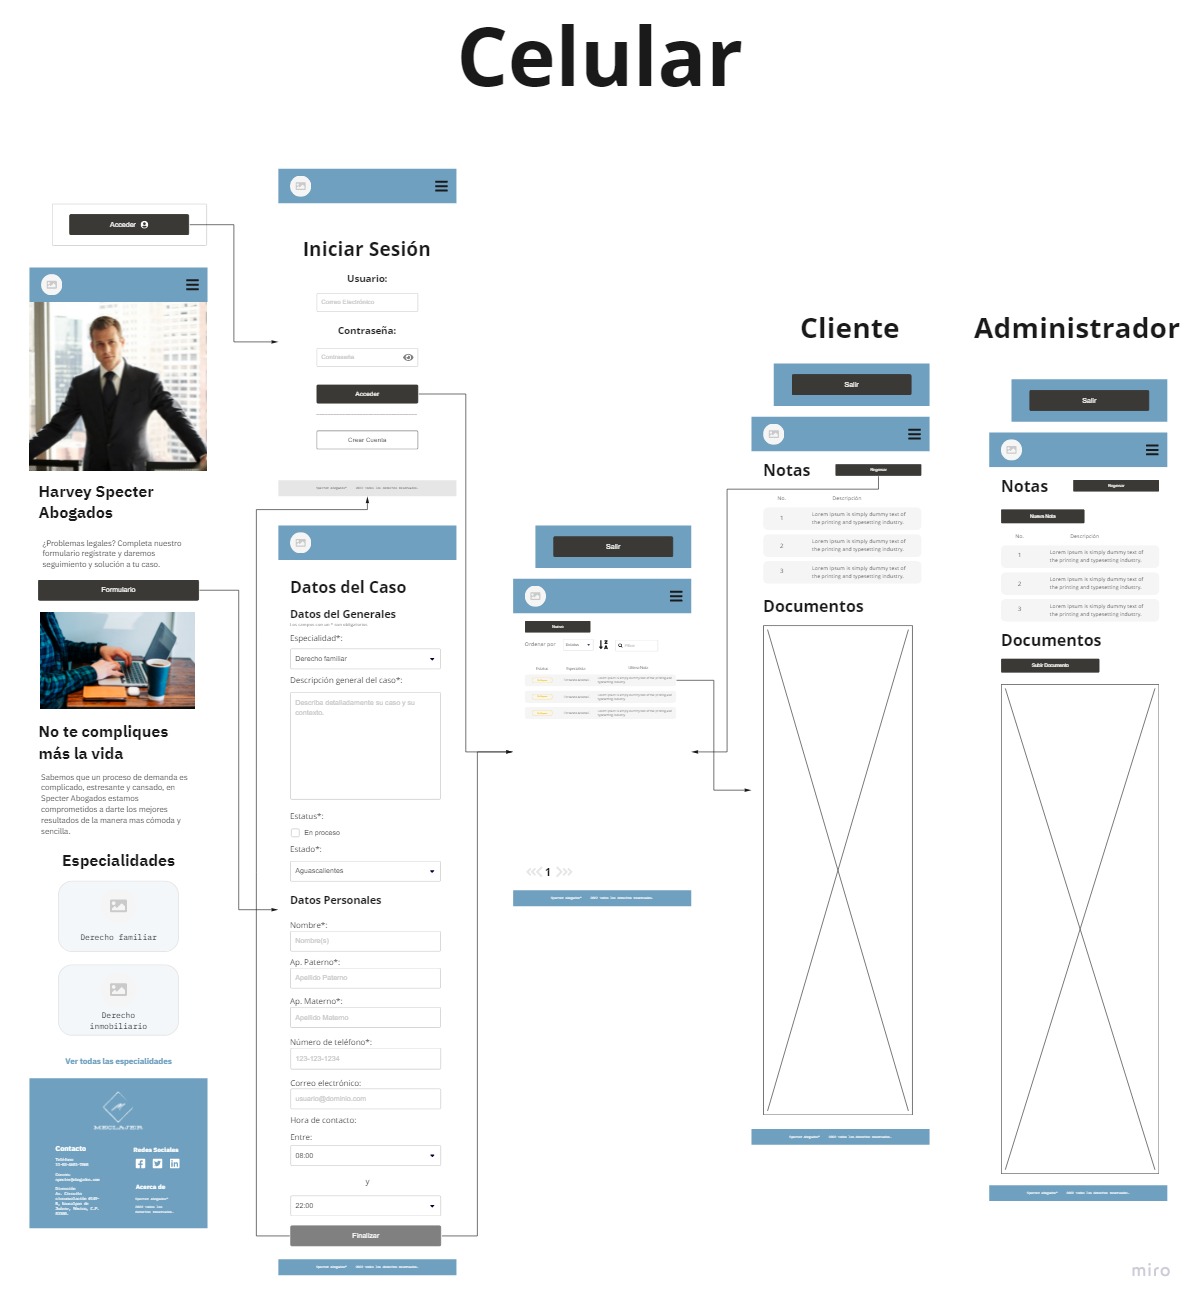 Celular
Acceder
Harvey Specter
Abogados
¿Problemas legales? Completa nuestro
formulario registrate y daremos
seguimiento y solución a tu caso.
Formulario
No te compliques
más la vida
Sabemos que un proceso de demanda es
complicado, estresante y cansado, en
Specter Abogados estamos
comprometidos a darte los mejores
resultados de la manera mas cómoda y
sencilla.
Especialidades
Derecho familiar
Derecho
inmobiliario
Ver todas las especialidades
Contacto
Redes Sociales
Acerca de
Iniciar Sesión
Usuario:
Correo Electrónico
Contraseña:
Contraseña
Acceder
Crear Cuenta
Datos del Caso
Datos del Generales
Los campos con un * son obligatorios
Especialidad*:
Derecho familiar
Descripción general del caso*:
Describa detalladamente su caso y su
contexto.
Estatus*:
En proceso
Estado*:
Aguascalientes
Datos Personales
Nombre*:
Nombre(s)
Ap. Paterno*:
Apellido Paterno
Ap. Materno*:
Apellido Materno
Número de teléfono*:
123-123-1234
Correo electrónico:
usuario@dominio.com
Hora de contacto:
Entre:
08:00
y
22:00
Finalizar
Salir
Nuevo
Ordenar por
Estatus
Especialista
Última Nota
1
Cliente
Salir
Notas
Regresar
No.
Descripción
1
Lorem Ipsum is simply dummy text of
the printing and typesetting industry.
2
Lorem Ipsum is simply dummy text of
the printing and typesetting industry.
3
Lorem Ipsum is simply dummy text of
the printing and typesetting industry.
Documentos
Administrador
Salir
Notas
Regresar
Nueva Nota
No.
Descripción
1
Lorem Ipsum is simply dummy text of
the printing and typesetting industry.
2
Lorem Ipsum is simply dummy text of
the printing and typesetting industry.
3
Lorem Ipsum is simply dummy text of
the printing and typesetting industry.
Documentos
Subir Documento
miro